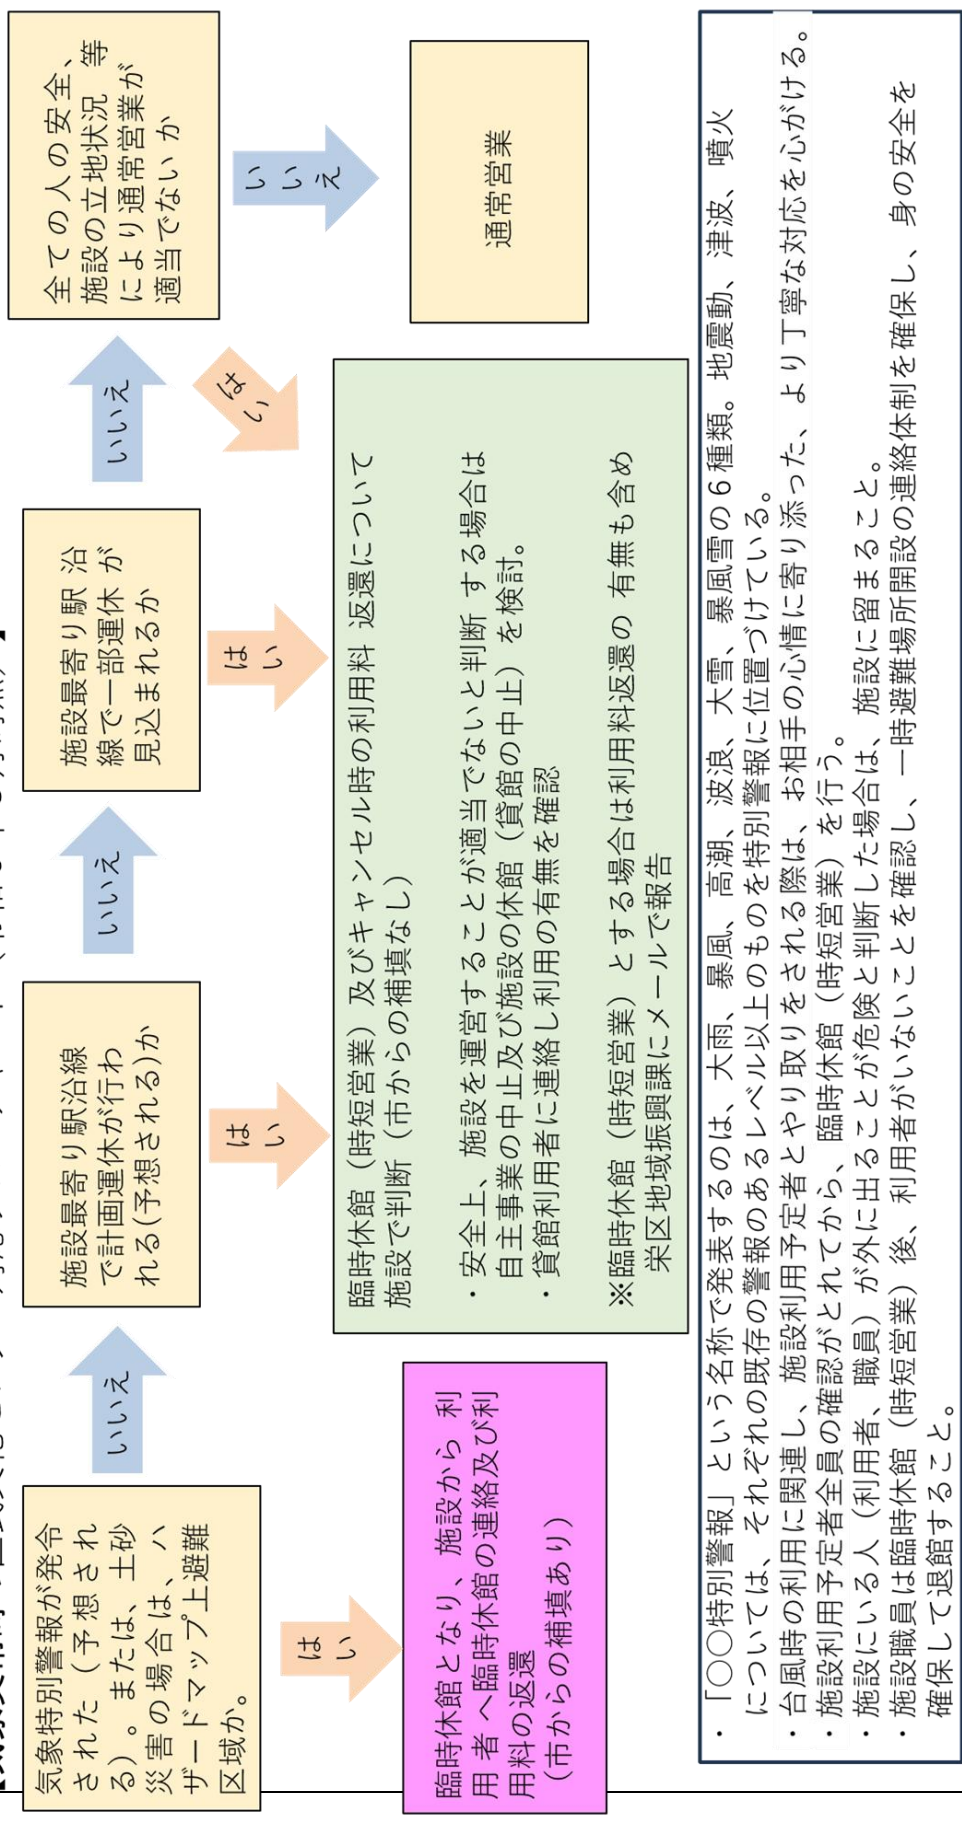 気象特別警報が発令
された（予想され
る）。または、土砂
災害の場合は、ハ
ザードマップ上避難
区域か。
いいえ
はい
施設最寄り駅沿線
で計画運休が行わ
れる(予想される)か
いいえ
はい
施設最寄り駅 沿
線で一部運休 が
見込まれるか
いいえ
はい
全ての人の安全、
施設の立地状況 等
により通常営業が
適当でない か
はい
いいえ
臨時休館となり、施設から 利
用 者 へ臨時休館の連絡及び利
用料の返還
（市からの補填あり）
臨時休館（時短営業）及びキャンセル時の利用料 返還について
施設で判断（市からの補填なし）
・安全上、施設を運営することが適当でないと判断 する場合は
自主事業の中止及び施設の休館（貸館の中止）を検討。
・貸館利用者に連絡し利用の有無を確認
※臨時休館（時短営業）とする場合は利用料返還の 有無も含め
栄区地域振興課にメールで報告
通常営業
・「〇〇特別警報」という名称で発表するのは、大雨、暴風、高潮、波浪、大雪、暴風雪の６種類。地震動、津波、噴火
については、それぞれの既存の警報のあるレベル以上のものを特別警報に位置づけている。
・台風時の利用に関連し、施設利用予定者とやり取りをされる際は、お相手の心情に寄り添った、より丁寧な対応を心がける。
・施設利用予定者全員の確認がとれてから、臨時休館（時短営業）を行う。
・施設にいる人（利用者、職員）が外に出ることが危険と判断した場合は、施設に留まること。
・施設職員は臨時休館（時短営業）後、利用者がいないことを確認し、一時避難場所開設の連絡体制を確保し、身の安全を
確保して退館すること。